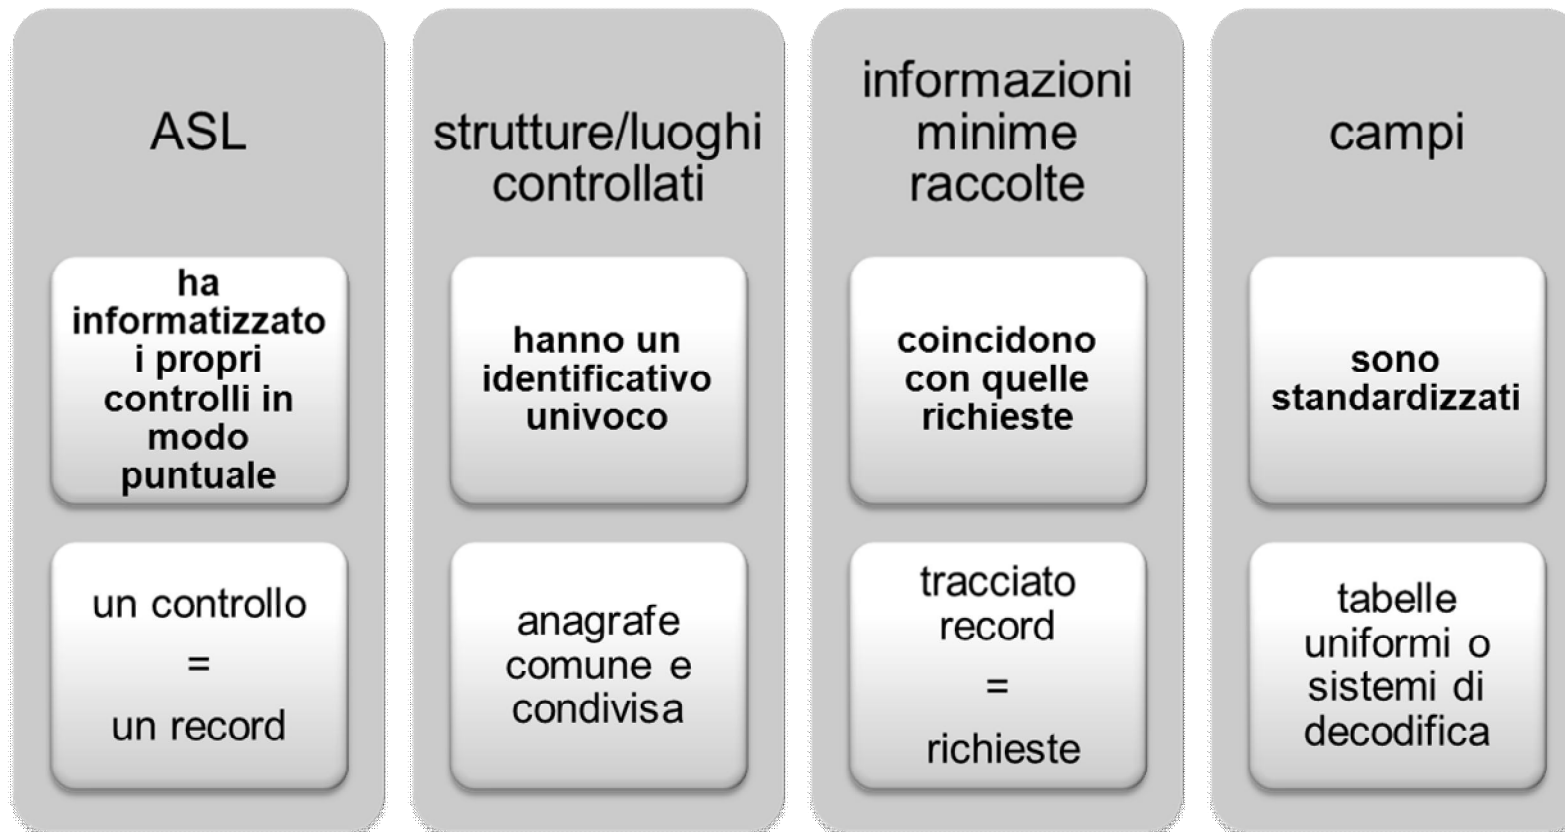 ASL
ha
informatizzato
i propri
controlli in
modo
puntuale
un controllo
=
un record
strutture/luoghi
controllati
hanno un
identificativo
univoco
anagrafe
comune e
condivisa
informazioni
minime
raccolte
coincidono
con quelle
richieste
tracciato
record
=
richieste
campi
sono
standardizzati
tabelle
uniformi o
sistemi di
decodifica